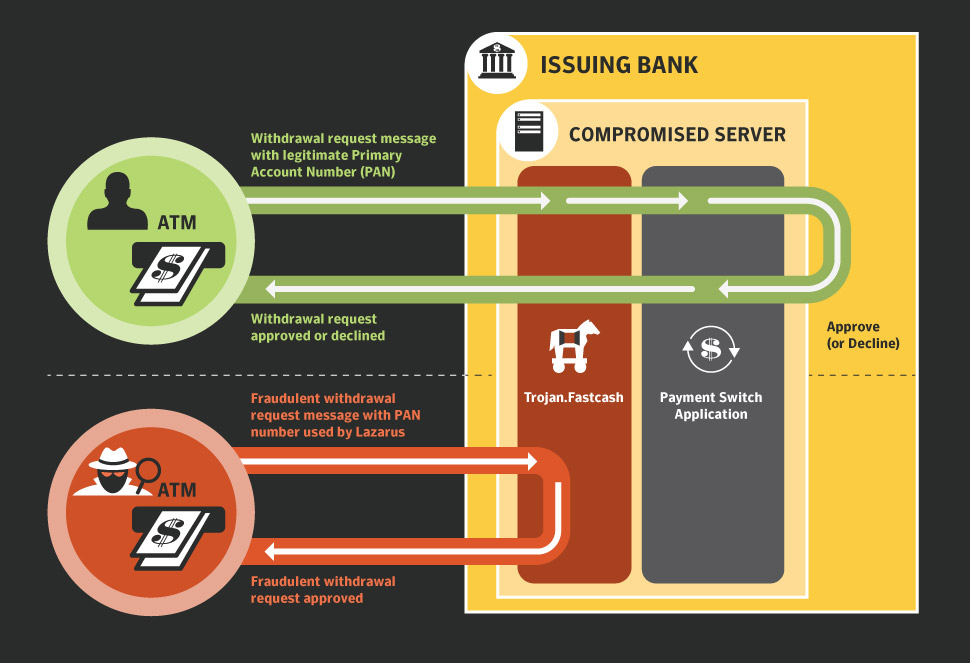 ISSUING BANK
COMPROMISED SERVER
Withdrawal request message
with legitimate Primary
Account Number (PAN)
ATM
$
Withdrawal request
approved or declined
Approve
(or Decline)
$
Trojan.Fastcash
Payment Switch
Application
Fraudulent withdrawal
request message with PAN
number used by Lazarus
ATM
$
Fraudulent withdrawal
request approved